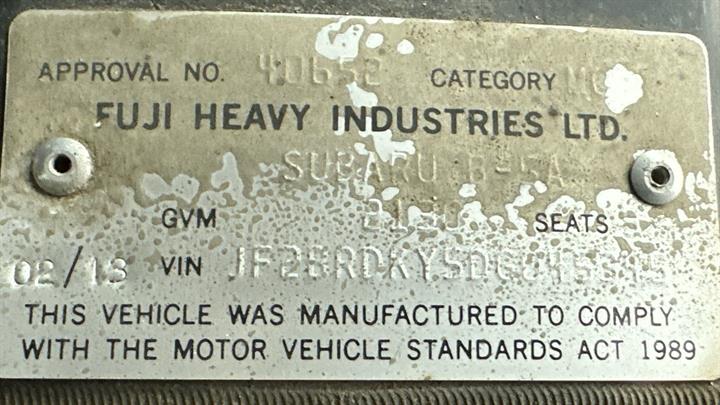 APPROVAL NO. 40652 CATEGORY
FUJI HEAVY INDUSTRIES LTD.
SUBARU B-5A
GVM SEATS
02/13 VIN
THIS VEHICLE WAS MANUFACTURED TO COMPLY
WITH THE MOTOR VEHICLE STANDARDS ACT 1989